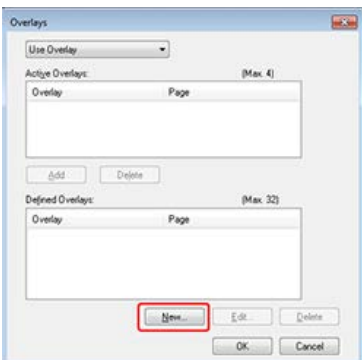 Overlays
Use Overlay
Active Overlays: (Max. 4)
Overlay Page
Add Delete
Defined Overlays: (Max. 32)
Overlay Page
New... Edit... Delete
OK Cancel